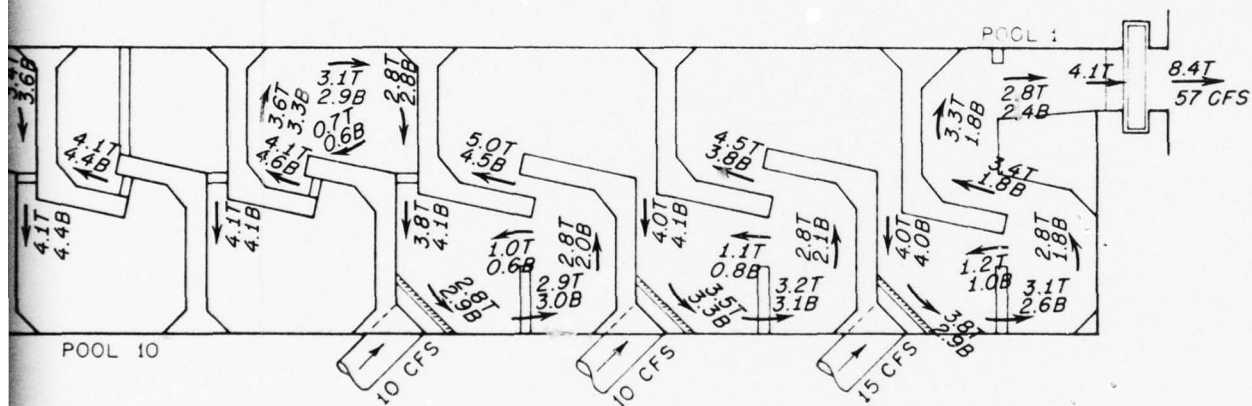 POOL 1
3.4T
3.6B
3.1T
2.9B
2.8T
2.8B
3.6T
3.3B
0.7T
0.6B
4.1T
4.4B
4.1T
4.6B
5.0T
4.5B
4.5T
3.8B
3.3T
1.8B
2.8T
2.4B
4.1T
8.4T
57 CFS
3.4T
1.8B
4.1T
4.4B
4.1T
4.1B
3.8T
4.1B
1.0T
0.6B
2.8T
2.0B
4.0T
4.1B
1.1T
0.8B
2.8T
2.1B
4.0T
4.0B
1.2T
1.0B
2.8T
1.8B
2.8T
2.9B
2.9T
3.0B
3.5T
3.3B
3.2T
3.1B
3.8T
2.9B
3.1T
2.6B
POOL 10
10 CFS
10 CFS
15 CFS